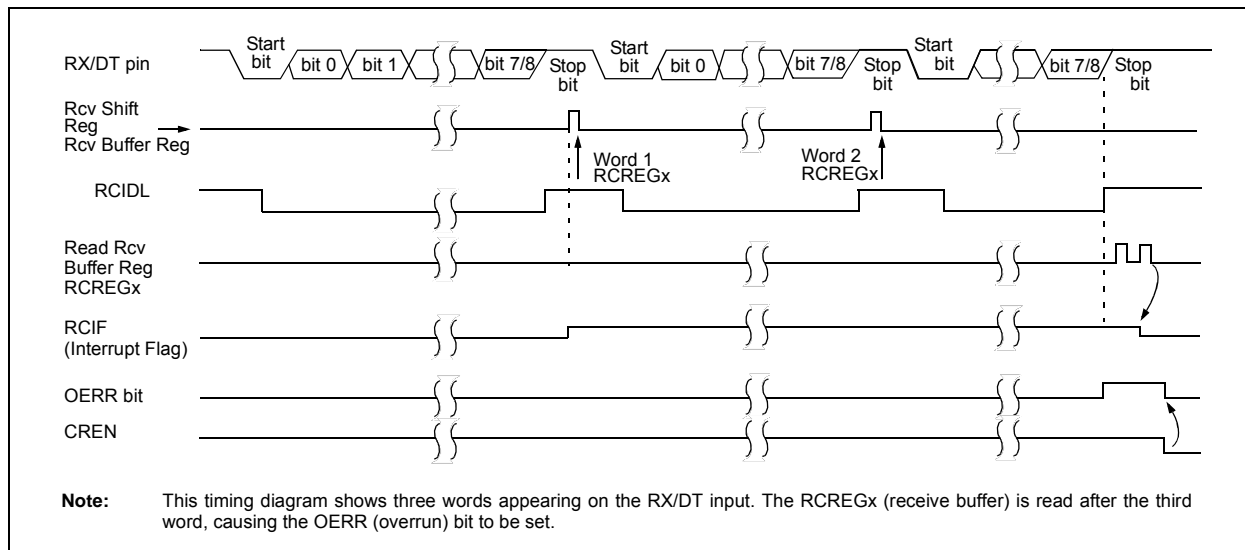 RX/DT pin
Start
bit
bit 0
bit 1
bit 7/8
Stop
bit
Start
bit
bit 0
bit 7/8
Stop
bit
Start
bit
bit 7/8
Stop
bit
Rcv Shift
Reg
Rcv Buffer Reg
Word 1
RCREGx
Word 2
RCREGx
RCIDL
Read Rcv
Buffer Reg
RCREGx
RCIF
(Interrupt Flag)
OERR bit
CREN
Note: This timing diagram shows three words appearing on the RX/DT input. The RCREGx (receive buffer) is read after the third
word, causing the OERR (overrun) bit to be set.